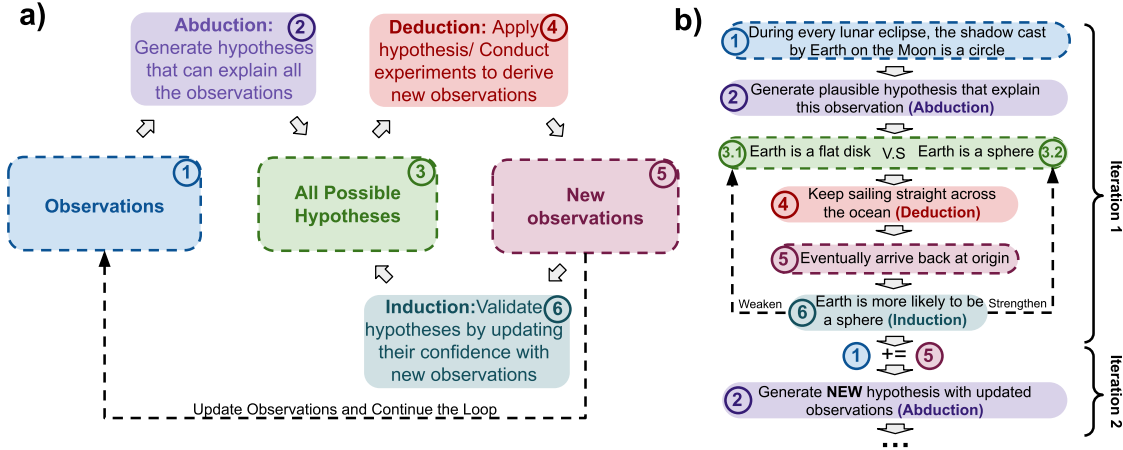 a)
Abduction: 2
Generate hypotheses
that can explain all
the observations
Deduction: Apply 4
hypothesis/ Conduct
experiments to derive
new observations
1
Observations
3
All Possible
Hypotheses
5
New
observations
Induction: Validate 6
hypotheses by updating
their confidence with
new observations
Update Observations and Continue the Loop
b)
1 During every lunar eclipse, the shadow cast
by Earth on the Moon is a circle
2 Generate plausible hypothesis that explain
this observation (Abduction)
3.1 Earth is a flat disk V.S Earth is a sphere 3.2
4 Keep sailing straight across
the ocean (Deduction)
5 Eventually arrive back at origin
Weaken
6 Earth is more likely to be
a sphere (Induction)
Strengthen
1 += 5
2 Generate NEW hypothesis with updated
observations (Abduction)
...
Iteration 1
Iteration 2